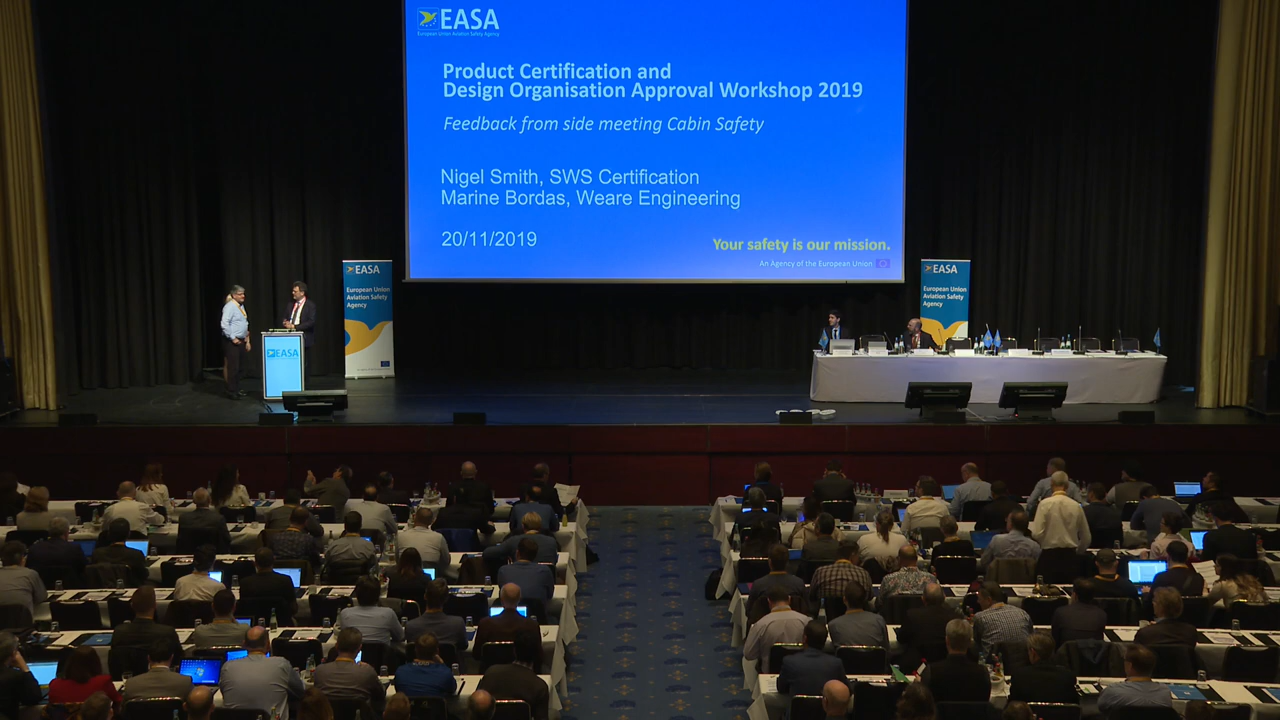 EASA
European Union Aviation Safety Agency
Product Certification and
Design Organisation Approval Workshop 2019
Feedback from side meeting Cabin Safety
Nigel Smith, SWS Certification
Marine Bordas, Weare Engineering
20/11/2019
Your safety is our mission.
An Agency of the European Union
EASA
European Union
Aviation Safety
Agency
EASA
European Union
Aviation Safety
Agency
EASA